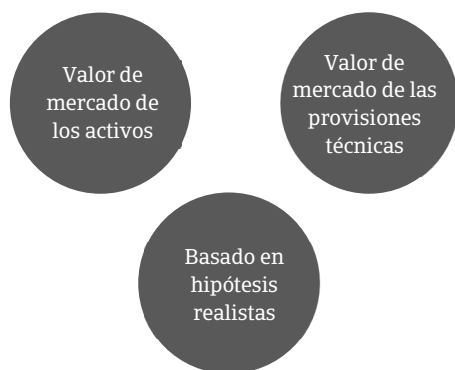 Valor de
mercado de
los activos
Valor de
mercado de las
provisiones
técnicas
Basado en
hipótesis
realistas